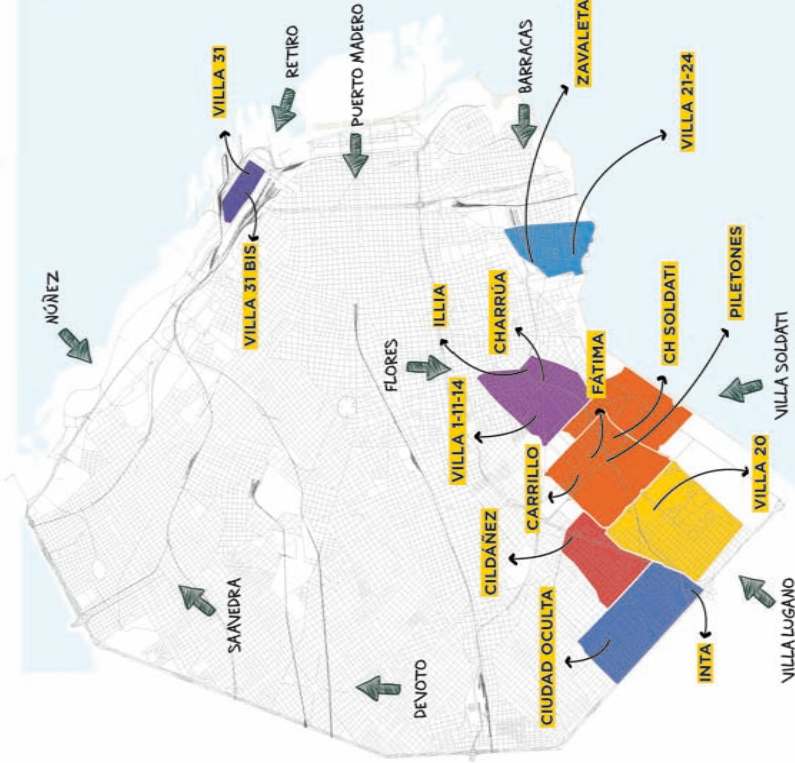 NÚÑEZ
SAAVEDRA
DEVOTO
VILLA 31
RETIRO
VILLA 31 BIS
PUERTO MADERO
FLORES
BARRACAS
ZAVALETA
VILLA 21-24
ILLIA
CHARRÚA
VILLA 1-11-14
FÁTIMA
CARRILLO
CH SOLDATI
PILETONES
CILDÁÑEZ
VILLA 20
CIUDAD OCULTA
INTA
VILLA SOLDATI
VILLA LUGANO